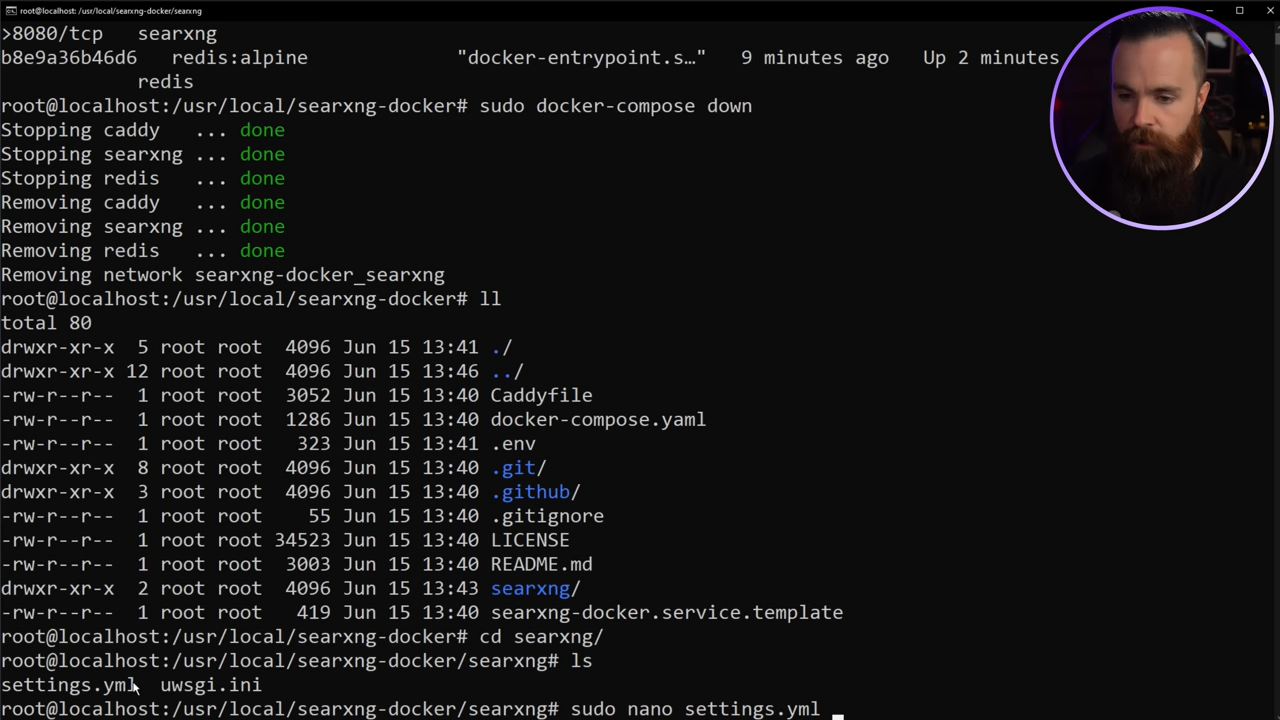 root@localhost: /usr/local/searxng-docker/searxng
>8080/tcp   searxng
b8e9a36b46d6   redis:alpine             "docker-entrypoint.s…"   9 minutes ago   Up 2 minutes
redis
root@localhost:/usr/local/searxng-docker# sudo docker-compose down
Stopping caddy   ... done
Stopping searxng ... done
Stopping redis   ... done
Removing caddy   ... done
Removing searxng ... done
Removing redis   ... done
Removing network searxng-docker_searxng
root@localhost:/usr/local/searxng-docker# ll
total 80
drwxr-xr-x  5 root root  4096 Jun 15 13:41 ./
drwxr-xr-x 12 root root  4096 Jun 15 13:46 ../
-rw-r--r--  1 root root  3052 Jun 15 13:40 Caddyfile
-rw-r--r--  1 root root  1286 Jun 15 13:40 docker-compose.yaml
-rw-r--r--  1 root root   323 Jun 15 13:41 .env
drwxr-xr-x  8 root root  4096 Jun 15 13:40 .git/
drwxr-xr-x  3 root root  4096 Jun 15 13:40 .github/
-rw-r--r--  1 root root    55 Jun 15 13:40 .gitignore
-rw-r--r--  1 root root 34523 Jun 15 13:40 LICENSE
-rw-r--r--  1 root root  3003 Jun 15 13:40 README.md
drwxr-xr-x  2 root root  4096 Jun 15 13:43 searxng/
-rw-r--r--  1 root root   419 Jun 15 13:40 searxng-docker.service.template
root@localhost:/usr/local/searxng-docker# cd searxng/
root@localhost:/usr/local/searxng-docker/searxng# ls
settings.yml  uwsgi.ini
root@localhost:/usr/local/searxng-docker/searxng# sudo nano settings.yml